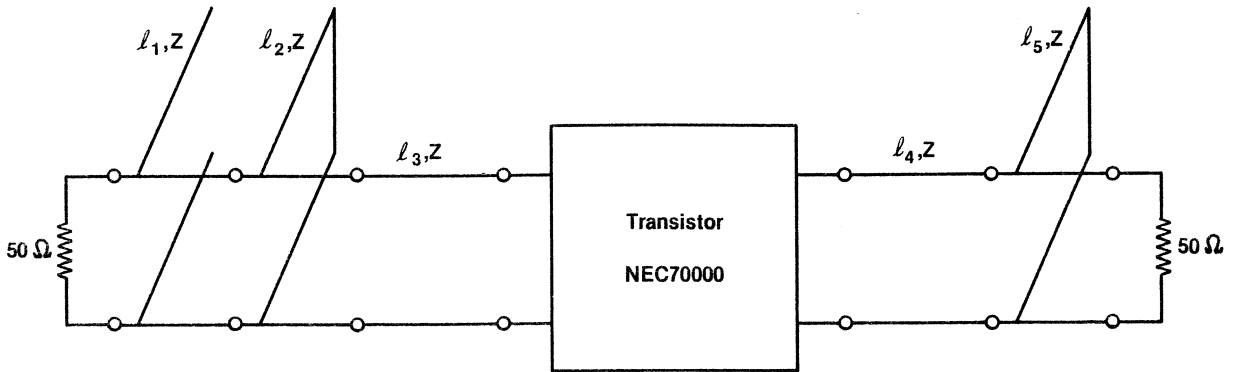 ℓ1,Z
ℓ2,Z
ℓ5,Z
ℓ3,Z
ℓ4,Z
50 Ω
Transistor
NEC70000
50 Ω